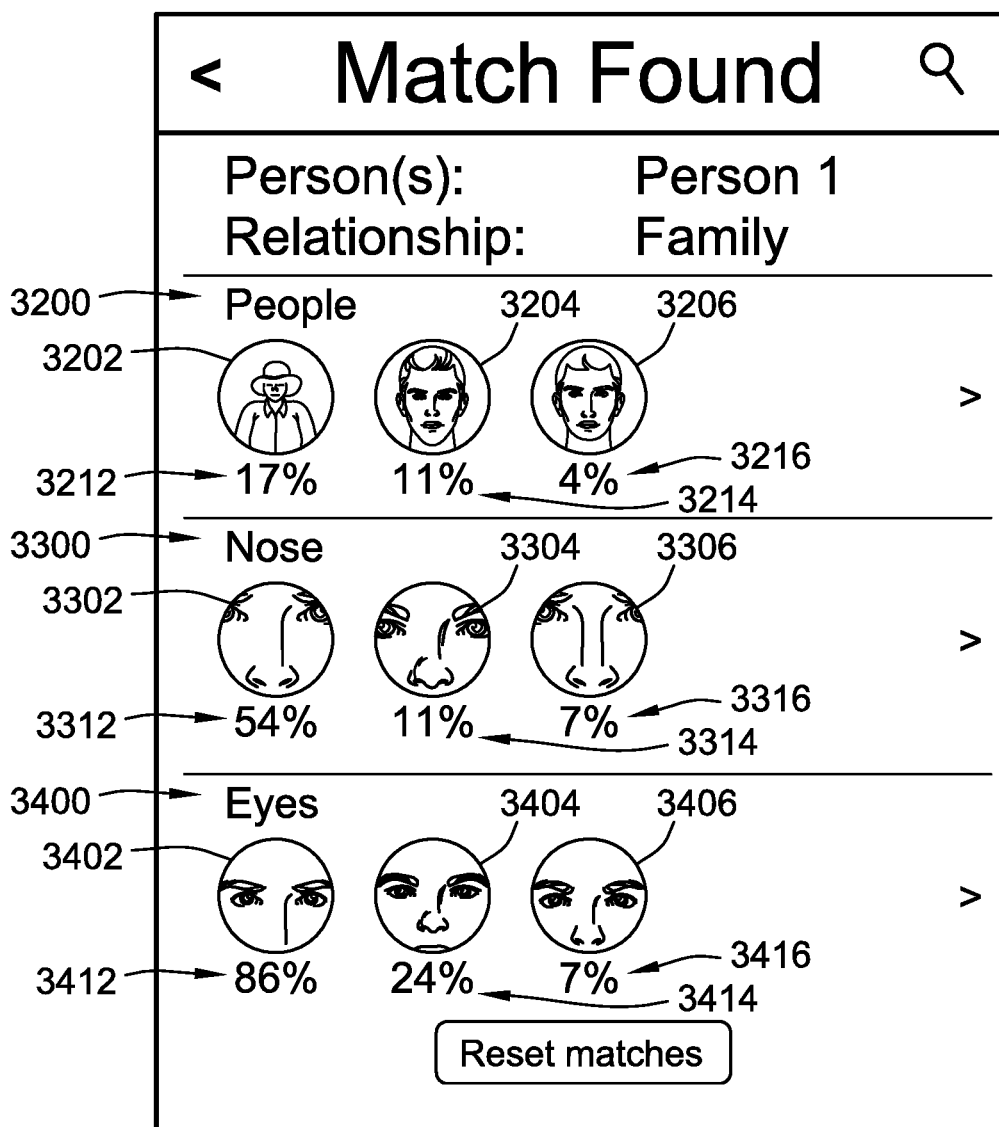 < Match Found
Person(s): Person 1
Relationship: Family
3200 People 3204 3206
3202
>
3212 17% 11% 4% 3216
3214
3300 Nose 3304 3306
3302
>
3312 54% 11% 7% 3316
3314
3400 Eyes 3404 3406
3402
>
3412 86% 24% 7% 3416
3414
Reset matches